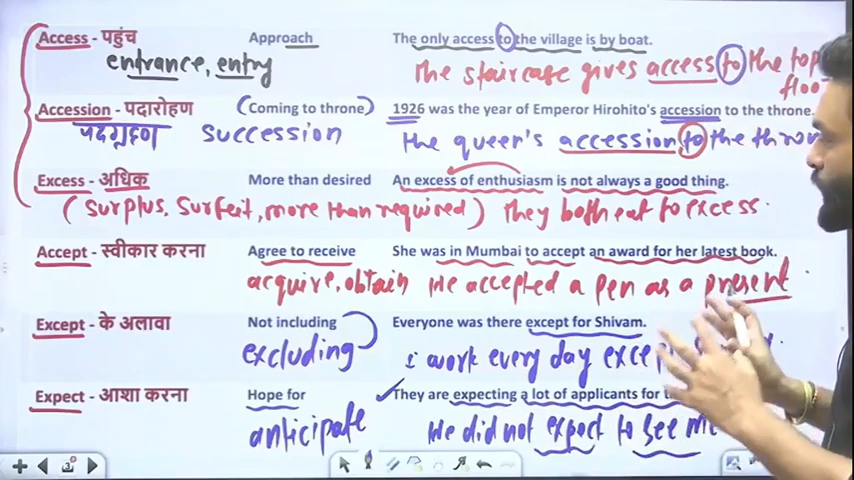 Access - पहुंच Approach The only access to the village is by boat.
entrance, entry The staircase gives access to the top
floo
Accession - पदारोहण (Coming to throne) 1926 was the year of Emperor Hirohito's accession to the throne.
पदग्रहण succession the queen's accession to the thron
Excess - अधिक More than desired An excess of enthusiasm is not always a good thing.
(surplus, surfeit, more than required) They both eat to excess.
Accept - स्वीकार करना Agree to receive She was in Mumbai to accept an award for her latest book.
acquire, obtain He accepted a pen as a present.
Except - के अलावा Not including Everyone was there except for Shivam.
excluding I work every day
Expect - आशा करना Hope for They are expecting a lot of applicants for
anticipate He did not expect to see me
3